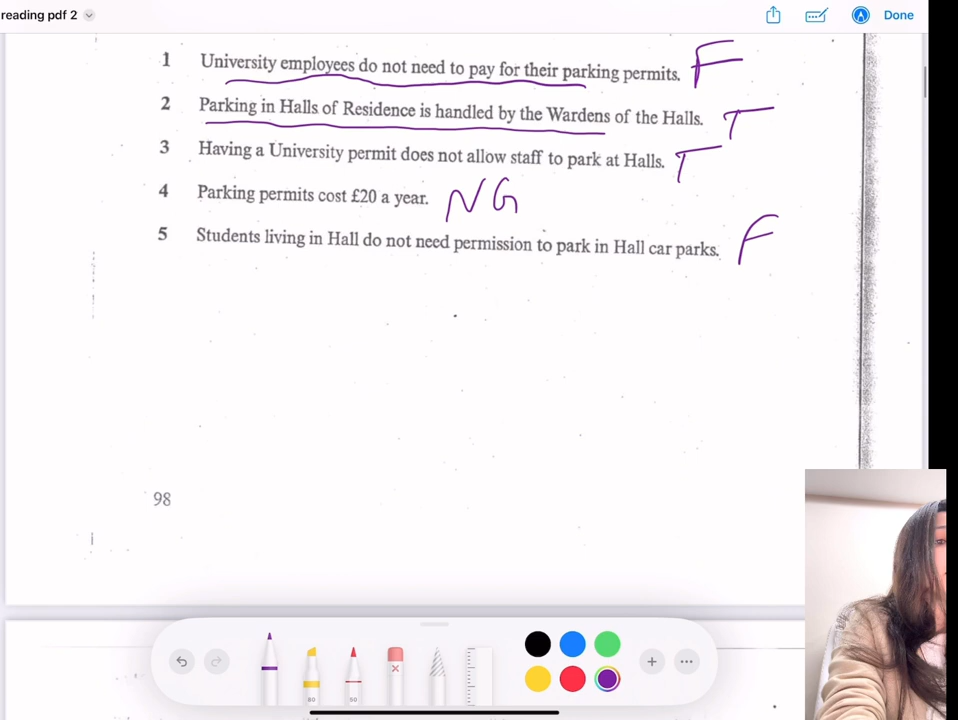 reading pdf 2
Done
1 University employees do not need to pay for their parking permits. F
2 Parking in Halls of Residence is handled by the Wardens of the Halls. T
3 Having a University permit does not allow staff to park at Halls. T
4 Parking permits cost £20 a year. NG
5 Students living in Hall do not need permission to park in Hall car parks. F
98
80
50